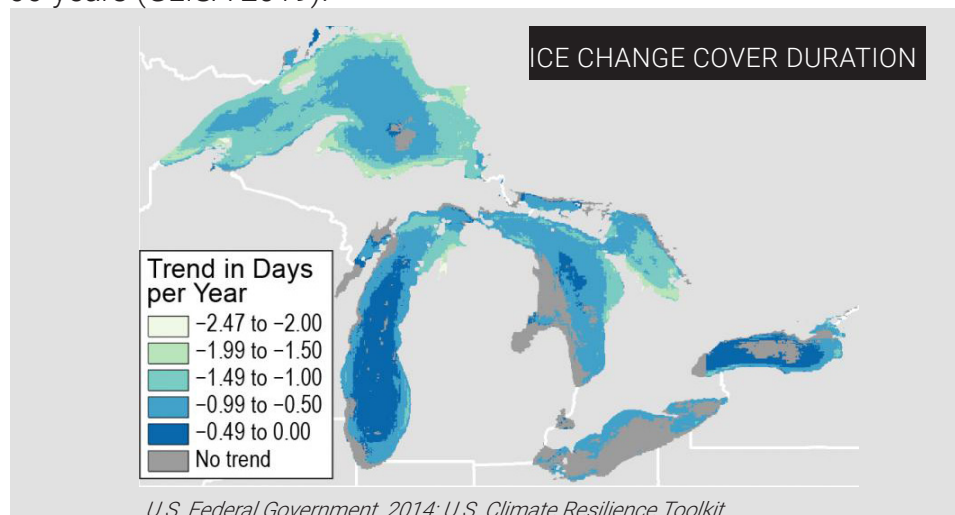 ICE CHANGE COVER DURATION
Trend in Days
per Year
−2.47 to −2.00
−1.99 to −1.50
−1.49 to −1.00
−0.99 to −0.50
−0.49 to 0.00
No trend
U.S. Federal Government, 2014: U.S. Climate Resilience Toolkit